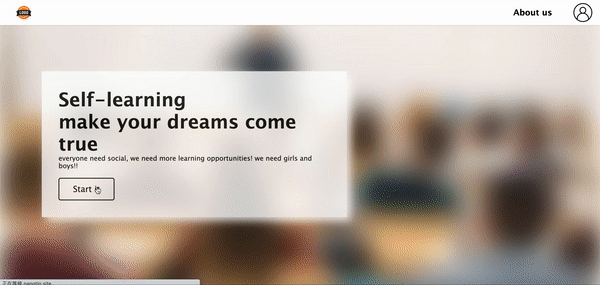 LOGO
About us
Self-learning
make your dreams come
true
everyone need social, we need more learning opportunities! we need girls and
boys!!
Start